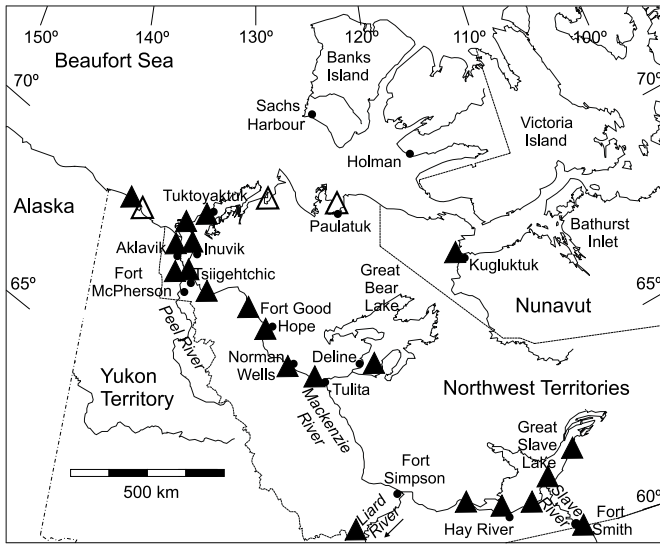 150º
140º
130º
120º
110º
100º
Beaufort Sea
Banks
Island
70º
70º
Sachs
Harbour
Victoria
Island
Holman
Alaska
Tuktoyaktuk
Paulatuk
Bathurst
Inlet
Aklavik
Inuvik
Kugluktuk
Fort
McPherson
Tsiigehtchic
Great
Bear
Lake
65º
65º
Nunavut
Fort Good
Hope
Peel River
Norman
Wells
Deline
Tulita
Yukon
Territory
Mackenzie
River
Northwest Territories
Great
Slave
Lake
500 km
Fort
Simpson
Liard
River
Hay River
Slave
River
60º
Fort
Smith